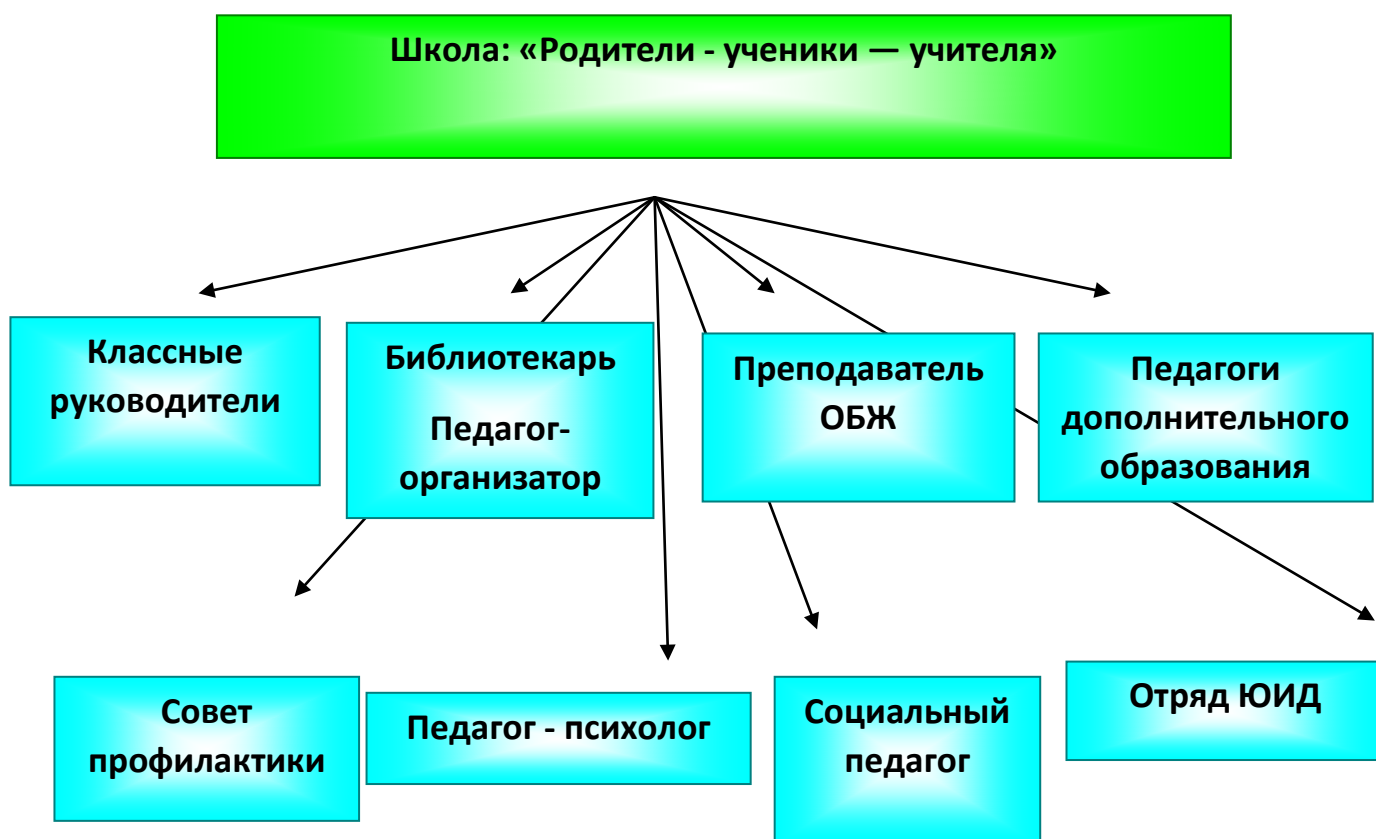 Школа: «Родители - ученики — учителя»
Классные
руководители
Библиотекарь
Педагог-
организатор
Преподаватель
ОБЖ
Педагоги
дополнительного
образования
Совет
профилактики
Педагог - психолог
Социальный
педагог
Отряд ЮИД